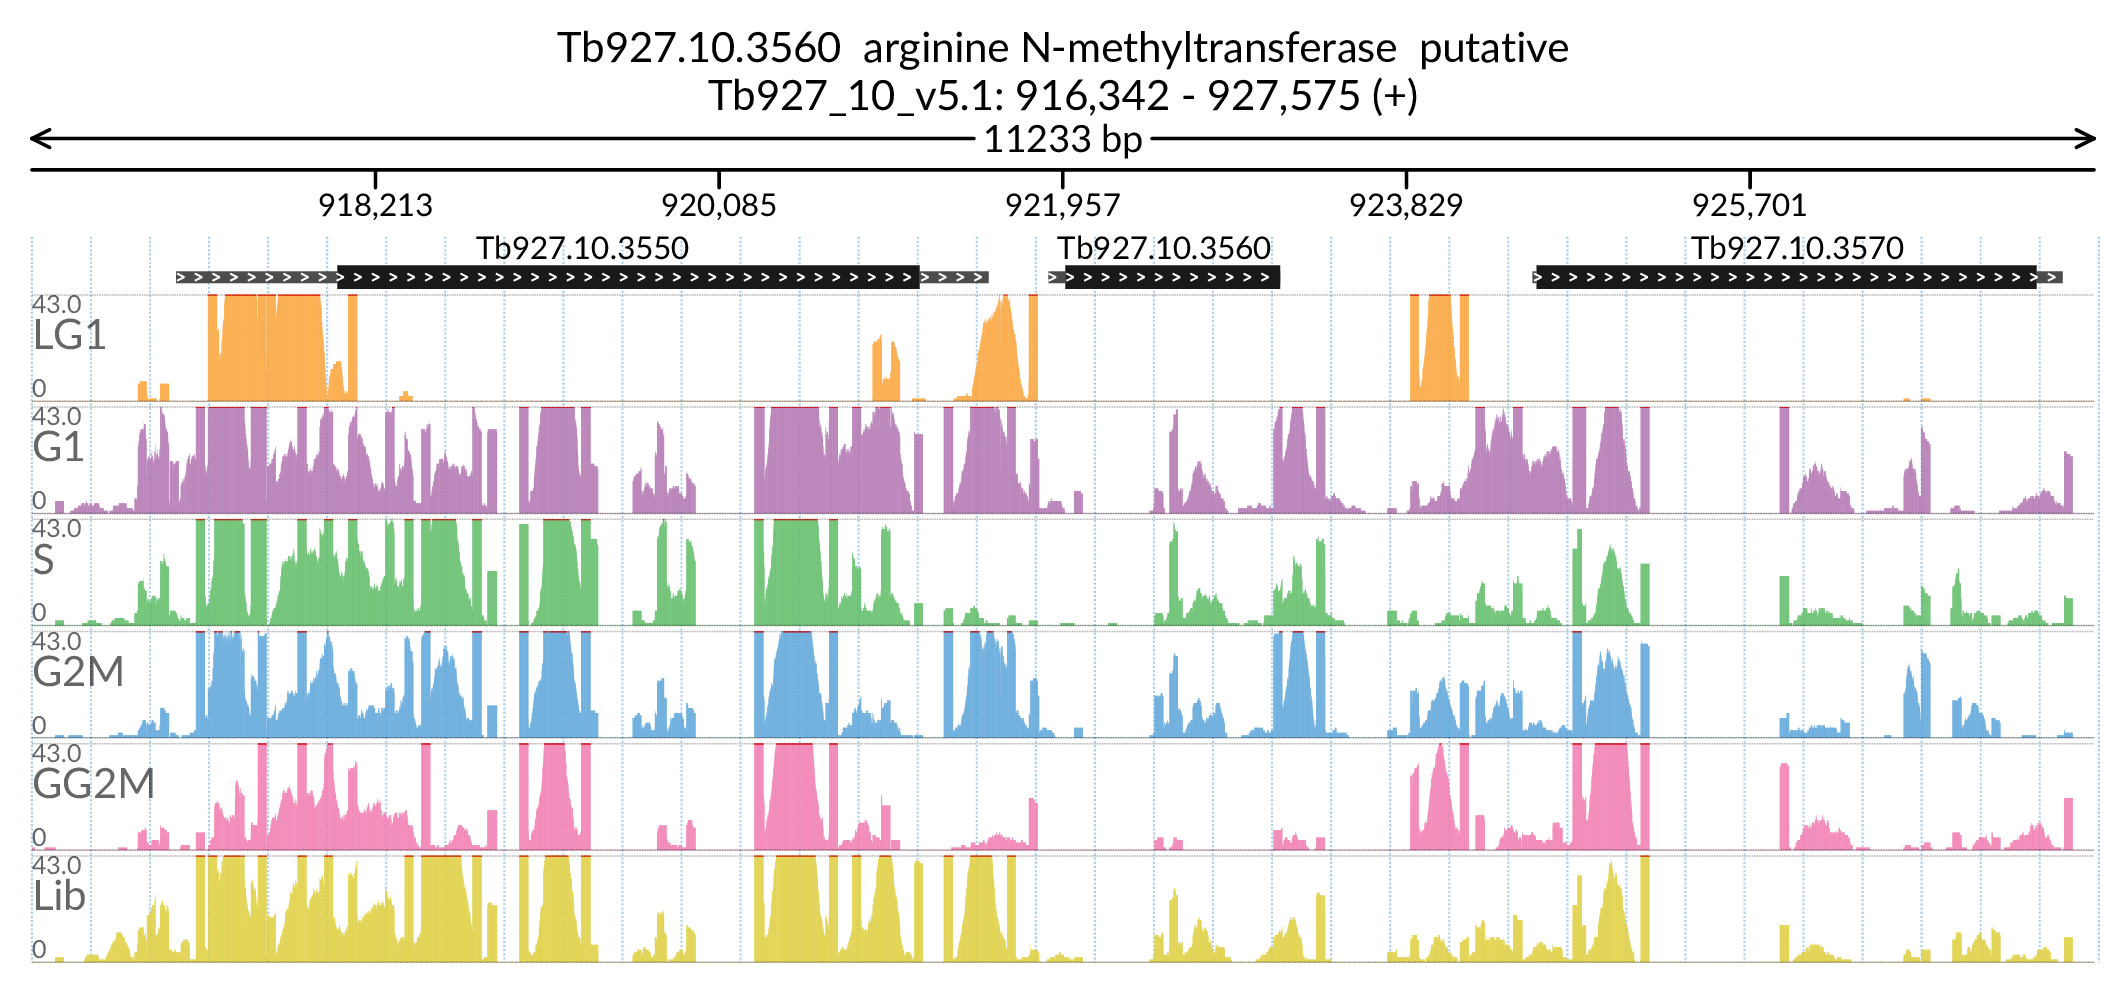 Tb927.10.3560  arginine N-methyltransferase  putative
Tb927_10_v5.1: 916,342 - 927,575 (+)
11233 bp
918,213 920,085 921,957 923,829 925,701
Tb927.10.3550 Tb927.10.3560 Tb927.10.3570
43.0
LG1
0
43.0
G1
0
43.0
S
0
43.0
G2M
0
43.0
GG2M
0
43.0
Lib
0